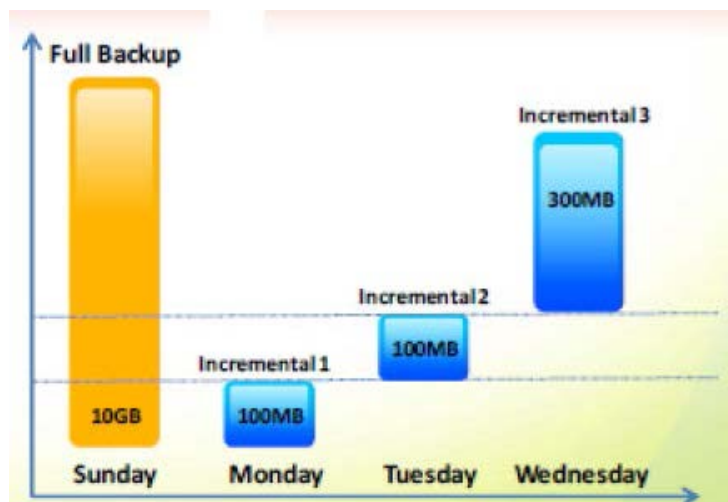 Full Backup
Incremental 3
300MB
Incremental 2
100MB
Incremental 1
10GB
100MB
Sunday
Monday
Tuesday
Wednesday